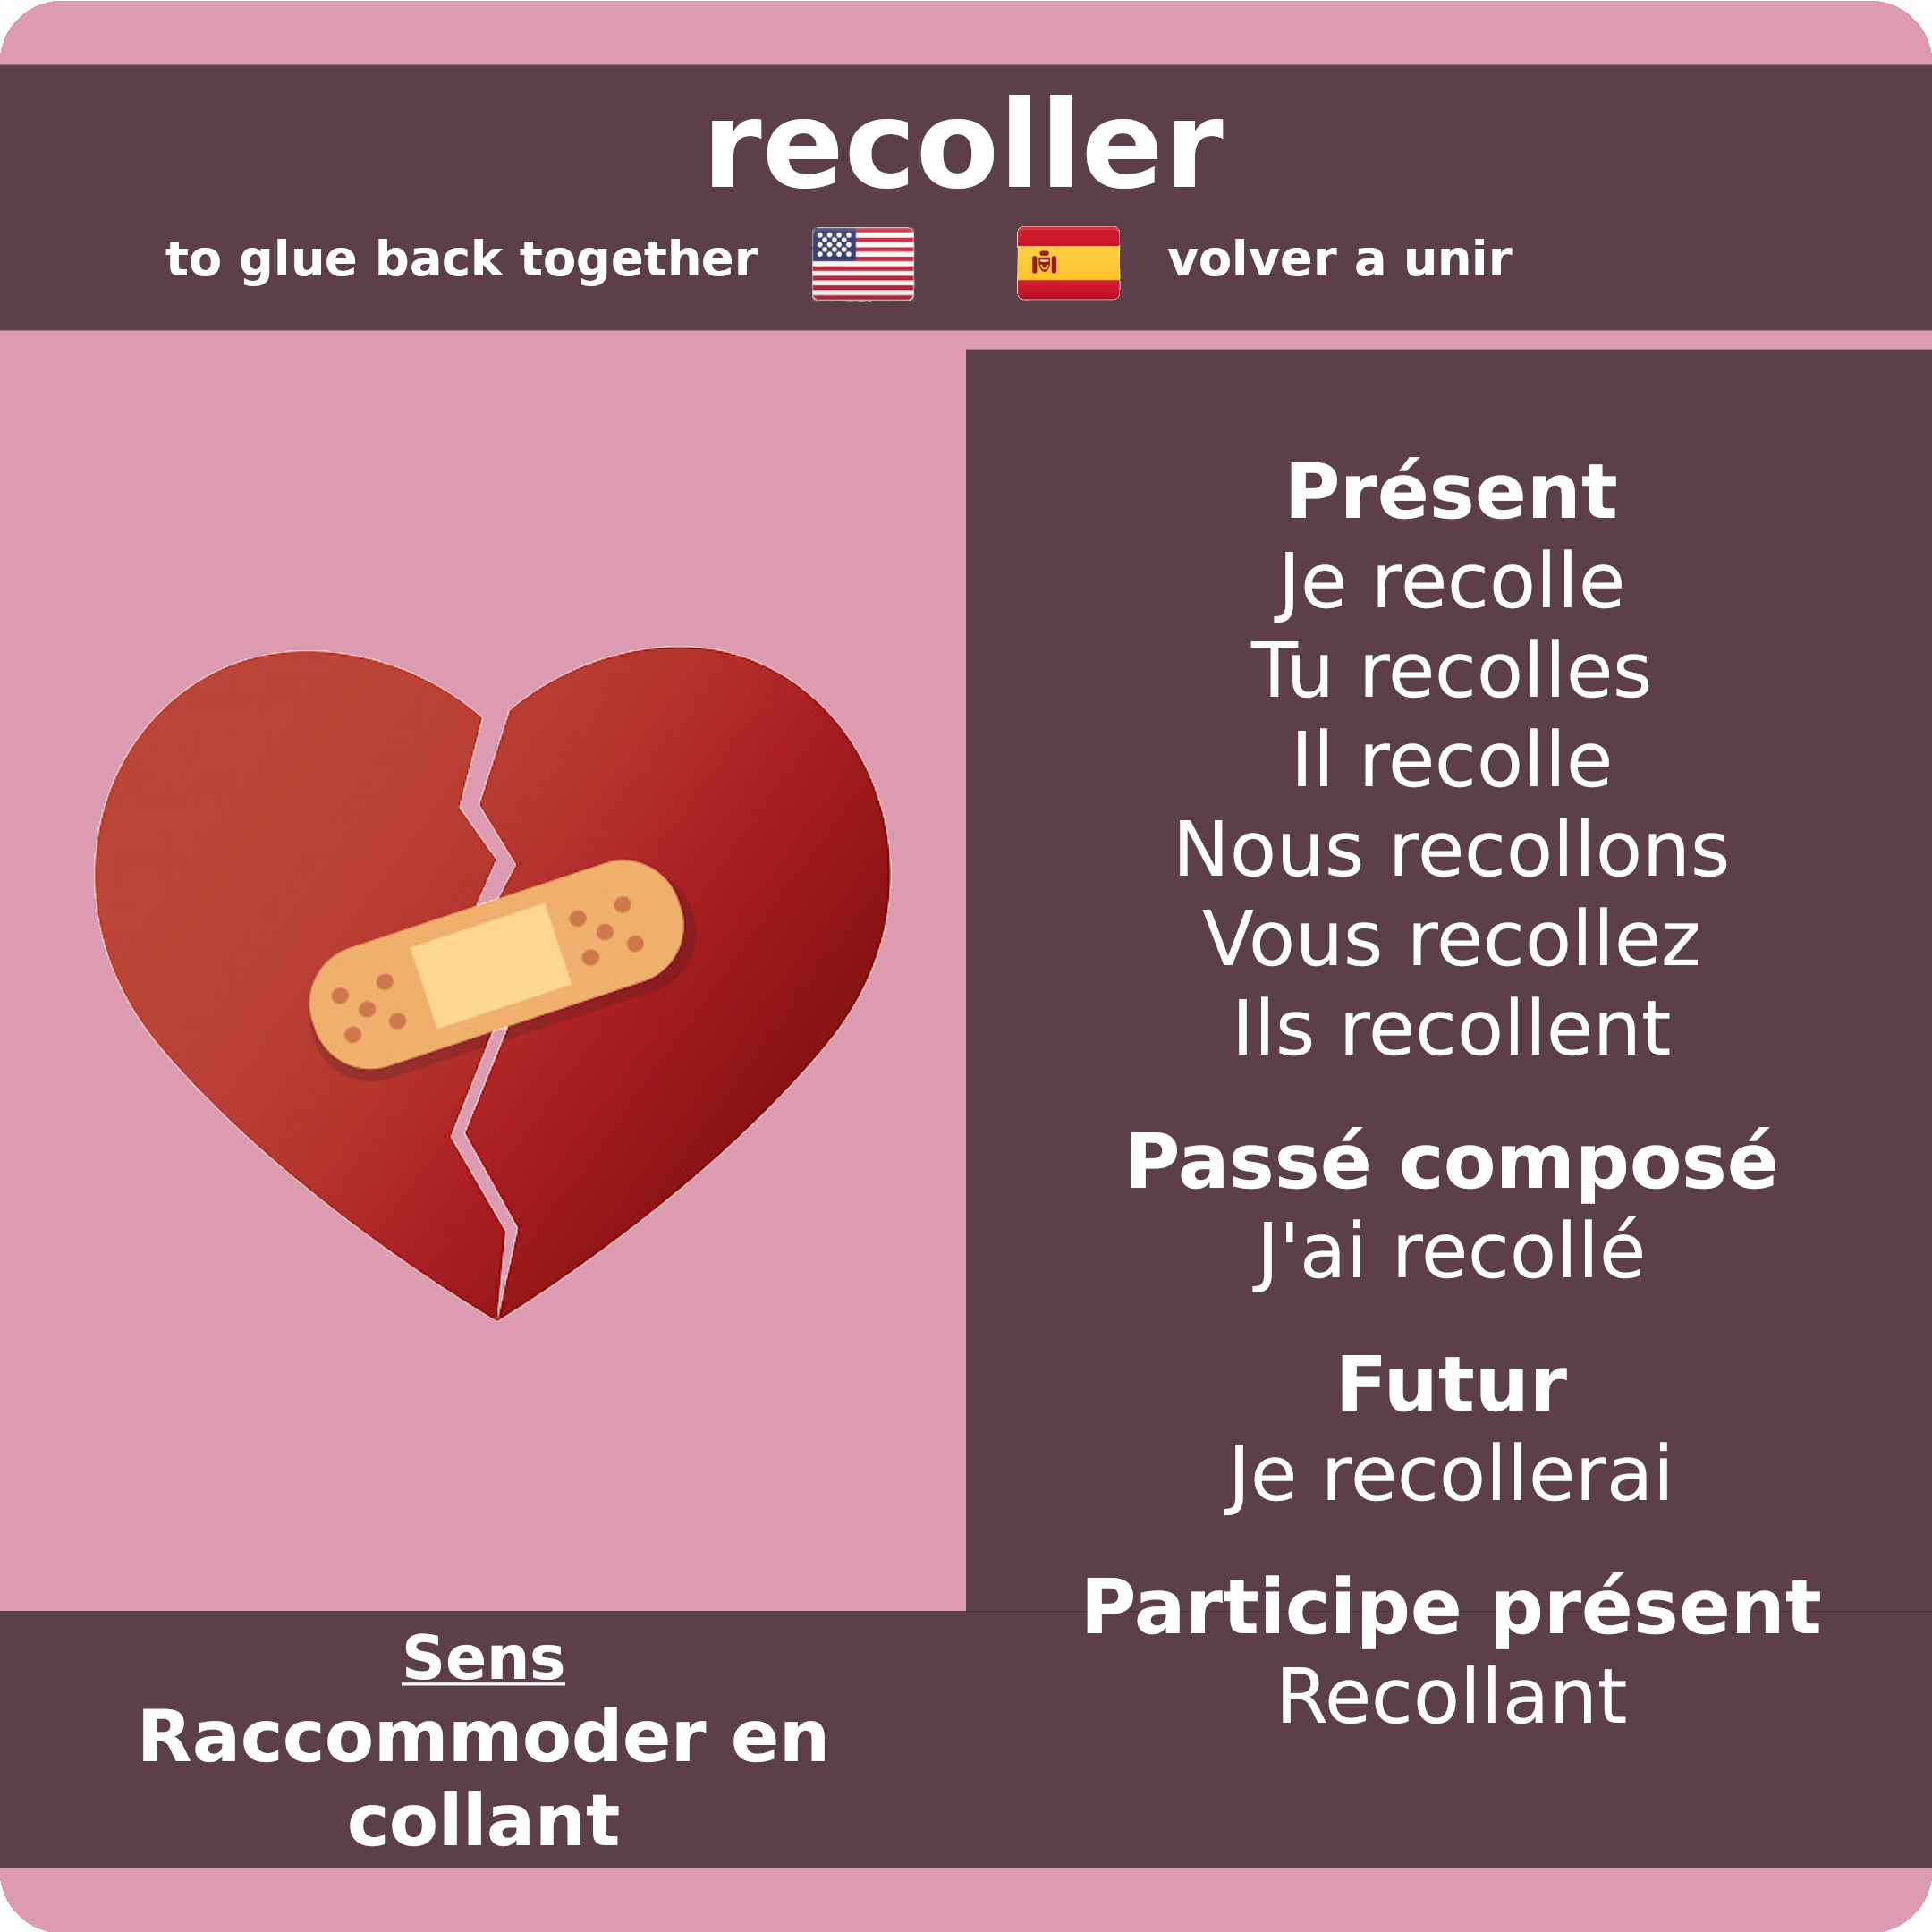 recoller
to glue back together
volver a unir
Présent
Je recolle
Tu recolles
Il recolle
Nous recollons
Vous recollez
Ils recollent
Passé composé
J'ai recollé
Futur
Je recollerai
Participe présent
Recollant
Sens
Raccommoder en
collant